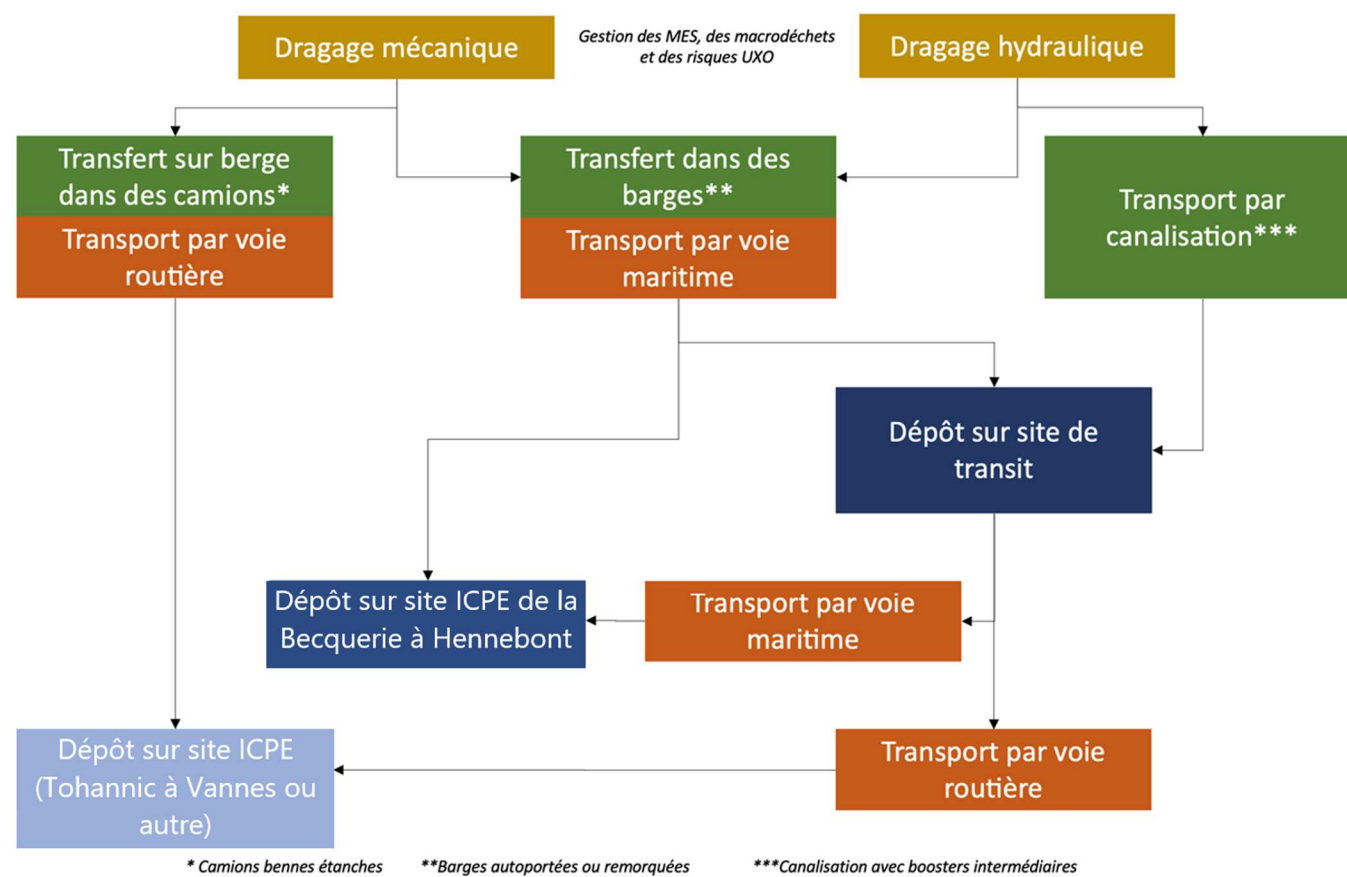 Dragage mécanique
Gestion des MES, des macrodéchets
et des risques UXO
Dragage hydraulique
Transfert sur berge
dans des camions*
Transport par voie
routière
Transfert dans des
barges**
Transport par voie
maritime
Transport par
canalisation***
Dépôt sur site de
transit
Dépôt sur site ICPE de la
Becquerie à Hennebont
Transport par voie
maritime
Dépôt sur site ICPE
(Tohannic à Vannes ou
autre)
Transport par voie
routière
* Camions bennes étanches
**Barges autoportées ou remorquées
***Canalisation avec boosters intermédiaires